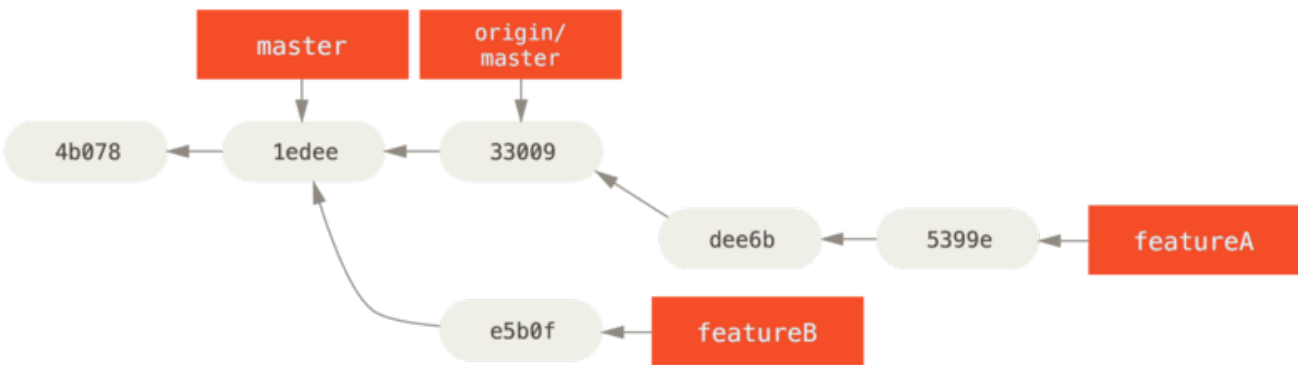 master
origin/
master
4b078
1edee
33009
dee6b
5399e
featureA
e5b0f
featureB